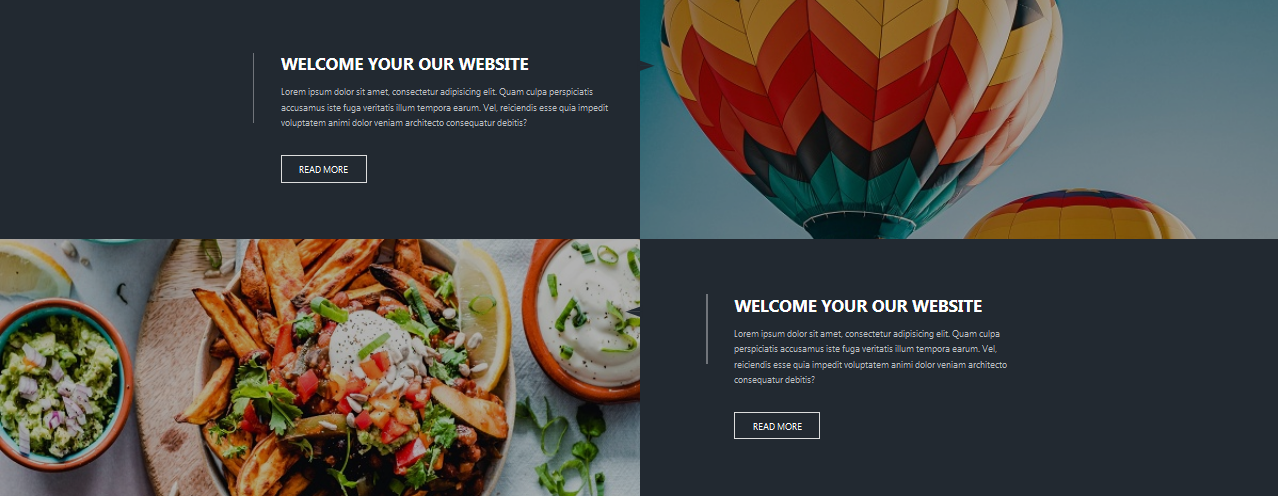 WELCOME YOUR OUR WEBSITE
Lorem ipsum dolor sit amet, consectetur adipisicing elit. Quam culpa perspiciatis
accusamus iste fuga veritatis illum tempora earum. Vel, reiciendis esse quia impedit
voluptatem animi dolor veniam architecto consequatur debitis?
READ MORE
WELCOME YOUR OUR WEBSITE
Lorem ipsum dolor sit amet, consectetur adipisicing elit. Quam culpa
perspiciatis accusamus iste fuga veritatis illum tempora earum. Vel,
reiciendis esse quia impedit voluptatem animi dolor veniam architecto
consequatur debitis?
READ MORE